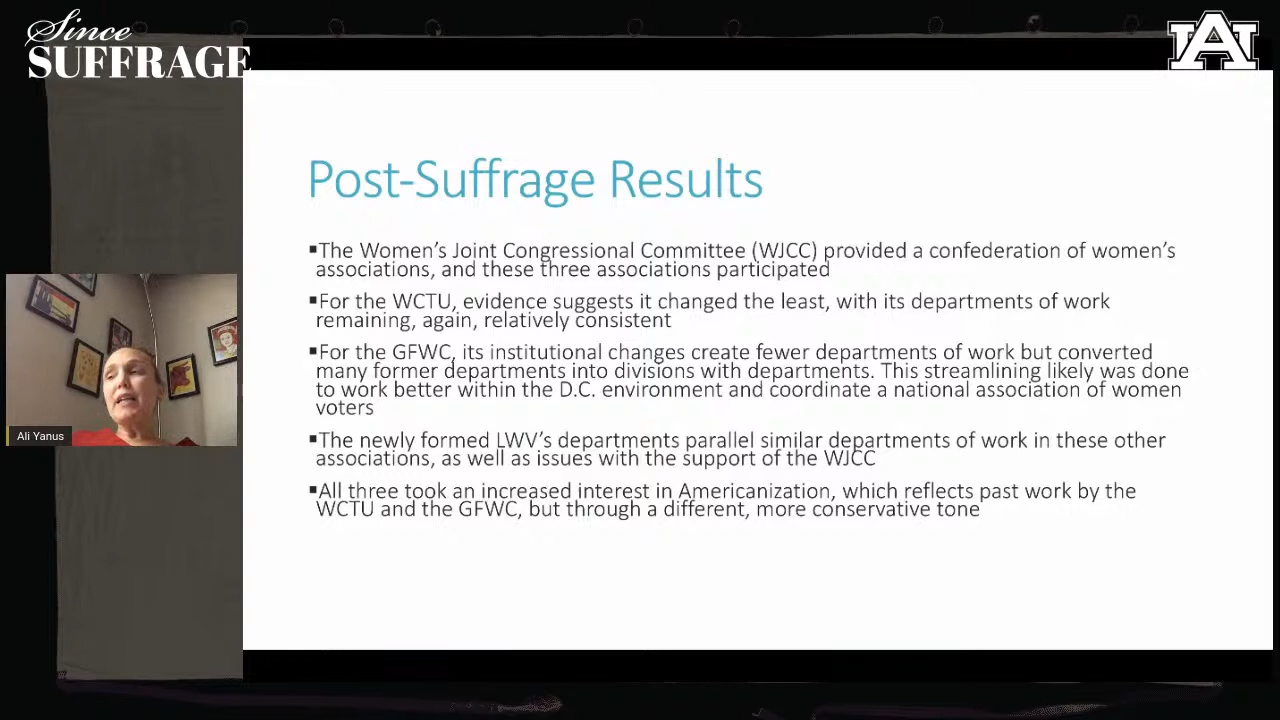 Since
SUFFRAGE
UA
Post-Suffrage Results
▪The Women's Joint Congressional Committee (WJCC) provided a confederation of women's
associations, and these three associations participated
▪For the WCTU, evidence suggests it changed the least, with its departments of work
remaining, again, relatively consistent
▪For the GFWC, its institutional changes create fewer departments of work but converted
many former departments into divisions with departments. This streamlining likely was done
to work better within the D.C. environment and coordinate a national association of women
voters
▪The newly formed LWV's departments parallel similar departments of work in these other
associations, as well as issues with the support of the WJCC
▪All three took an increased interest in Americanization, which reflects past work by the
WCTU and the GFWC, but through a different, more conservative tone
Ali Yanus